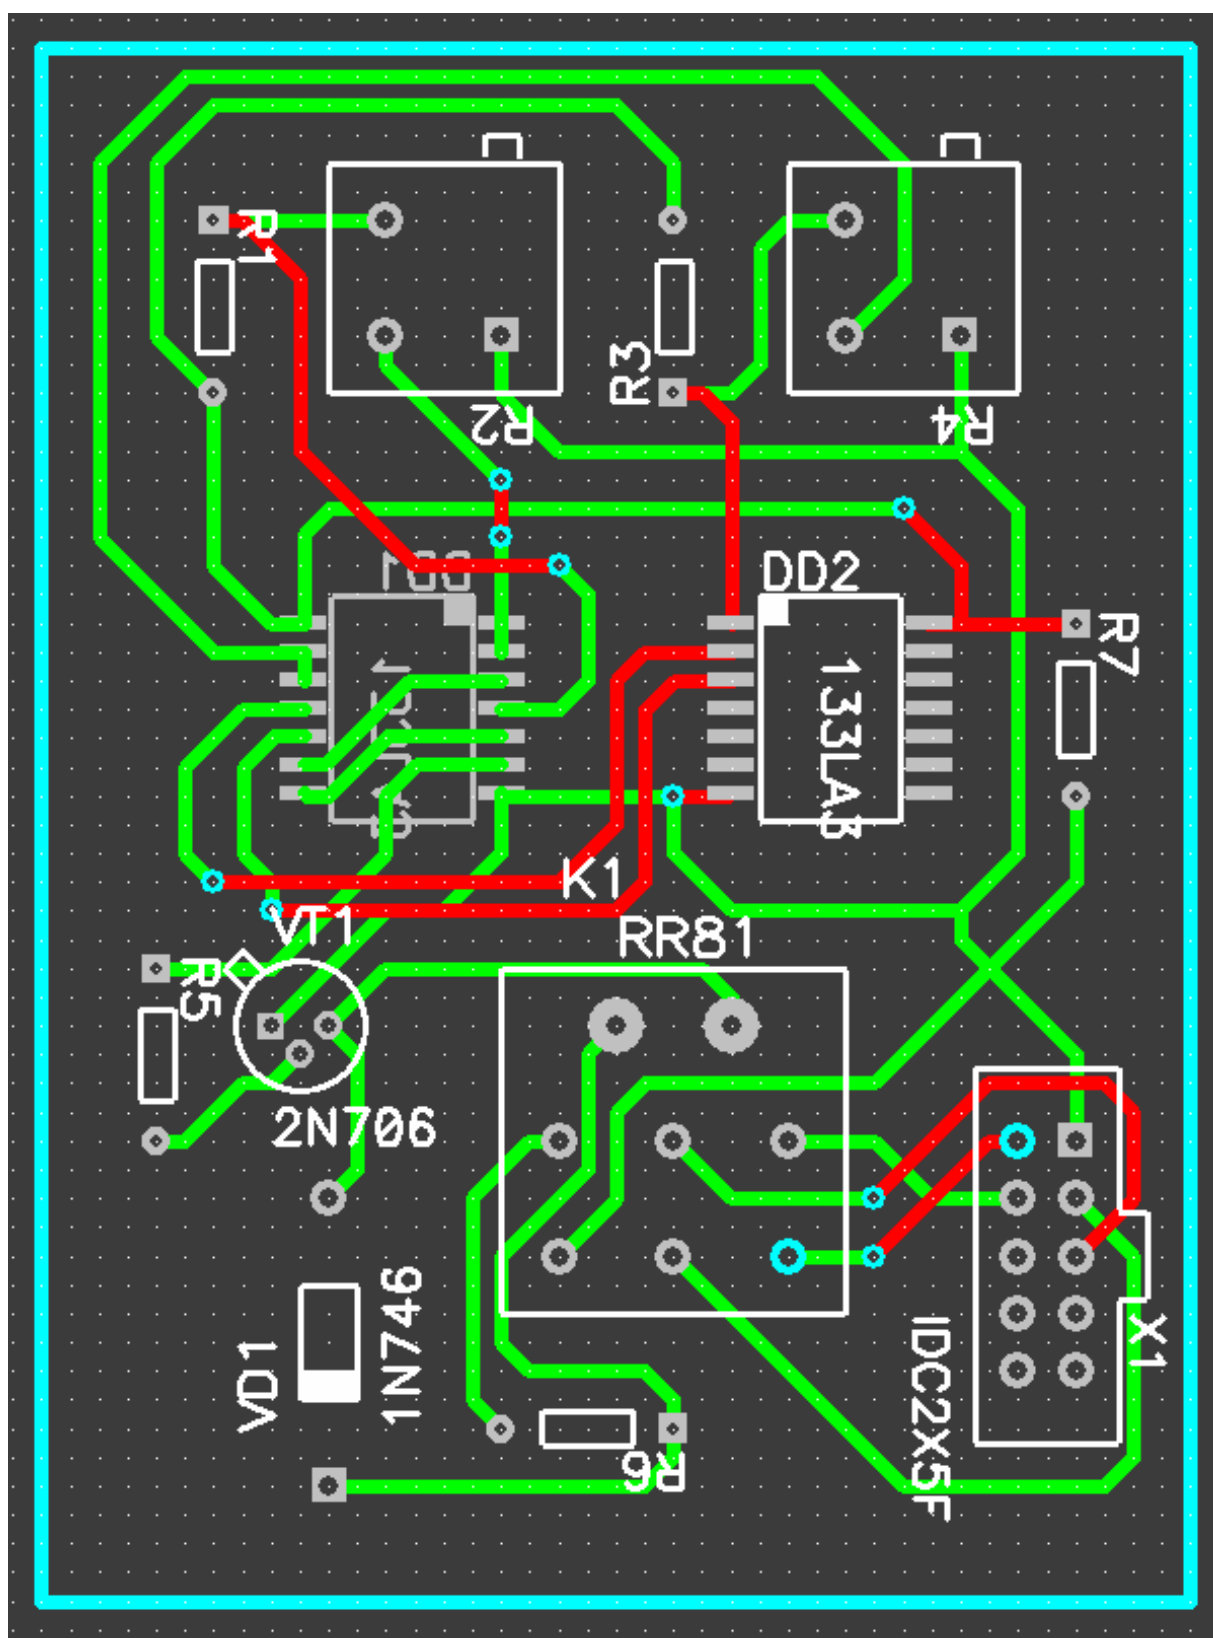 R1
R2
R3
R4
DD1
DD2
133LA3
R7
K1
VT1
RR81
R5
2N706
VD1
1N746
R6
IDC2X5F
X1